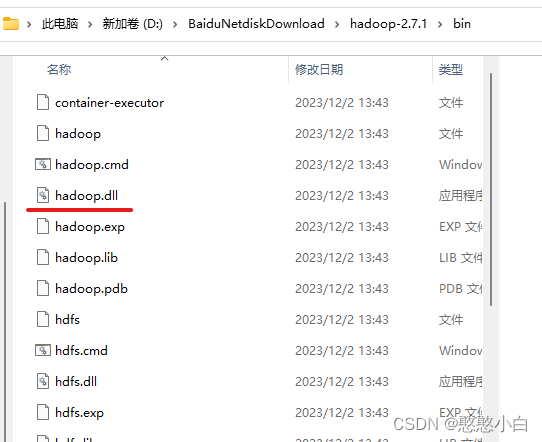 此电脑 > 新加卷 (D:) > BaiduNetdiskDownload > hadoop-2.7.1 > bin
名称 修改日期 类型
container-executor 2023/12/2 13:43 文件
hadoop 2023/12/2 13:43 文件
hadoop.cmd 2023/12/2 13:43 Window
hadoop.dll 2023/12/2 13:43 应用程序
hadoop.exp 2023/12/2 13:43 EXP 文件
hadoop.lib 2023/12/2 13:43 LIB 文件
hadoop.pdb 2023/12/2 13:43 PDB 文件
hdfs 2023/12/2 13:43 文件
hdfs.cmd 2023/12/2 13:43 Window
hdfs.dll 2023/12/2 13:43 应用程序
hdfs.exp 2023/12/2 13:43 EXP 文件
CSDN @憨憨小白